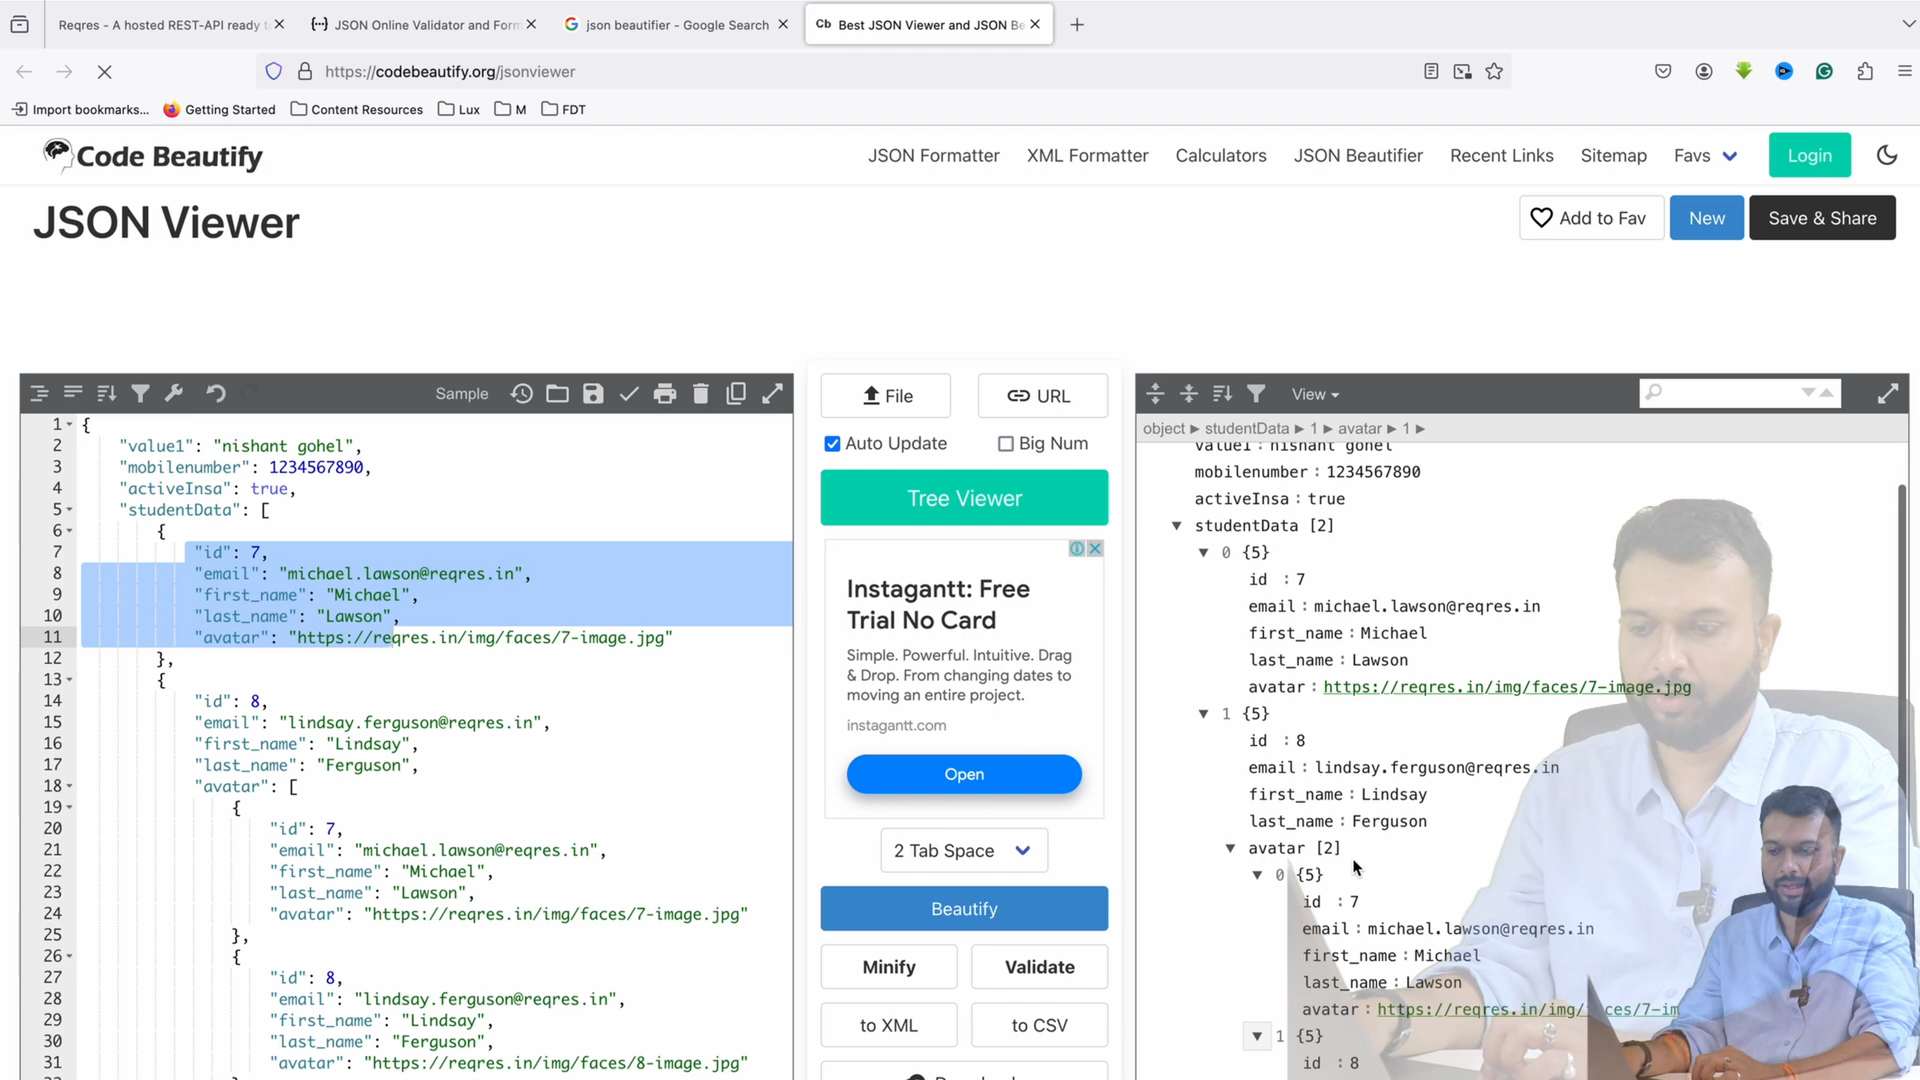 Reqres - A hosted REST-API ready t
JSON Online Validator and Form
json beautifier - Google Search
Cb Best JSON Viewer and JSON Be
https://codebeautify.org/jsonviewer
Import bookmarks...
Getting Started
Content Resources
Lux
M
FDT
Code Beautify
JSON Formatter
XML Formatter
Calculators
JSON Beautifier
Recent Links
Sitemap
Favs
Login
JSON Viewer
Add to Fav
New
Save & Share
Sample
1 {
2 "value1": "nishant gohel",
3 "mobilenumber": 1234567890,
4 "activeInsa": true,
5 "studentData": [
6 {
7 "id": 7,
8 "email": "michael.lawson@reqres.in",
9 "first_name": "Michael",
10 "last_name": "Lawson",
11 "avatar": "https://reqres.in/img/faces/7-image.jpg"
12 },
13 {
14 "id": 8,
15 "email": "lindsay.ferguson@reqres.in",
16 "first_name": "Lindsay",
17 "last_name": "Ferguson",
18 "avatar": [
19 {
20 "id": 7,
21 "email": "michael.lawson@reqres.in",
22 "first_name": "Michael",
23 "last_name": "Lawson",
24 "avatar": "https://reqres.in/img/faces/7-image.jpg"
25 },
26 {
27 "id": 8,
28 "email": "lindsay.ferguson@reqres.in",
29 "first_name": "Lindsay",
30 "last_name": "Ferguson",
31 "avatar": "https://reqres.in/img/faces/8-image.jpg"
File
URL
Auto Update
Big Num
Tree Viewer
Instagantt: Free
Trial No Card
Simple. Powerful. Intuitive. Drag
& Drop. From changing dates to
moving an entire project.
instagantt.com
Open
2 Tab Space
Beautify
Minify
Validate
to XML
to CSV
View
object ▶ studentData ▶ 1 ▶ avatar ▶ 1 ▶
value1 : nishant gohel
mobilenumber : 1234567890
activeInsa : true
studentData [2]
0 {5}
id : 7
email : michael.lawson@reqres.in
first_name : Michael
last_name : Lawson
avatar : https://reqres.in/img/faces/7-image.jpg
1 {5}
id : 8
email : lindsay.ferguson@reqres.in
first_name : Lindsay
last_name : Ferguson
avatar [2]
0 {5}
id : 7
email : michael.lawson@reqres.in
first_name : Michael
last_name : Lawson
avatar : https://reqres.in/img/faces/7-im
1 {5}
id : 8